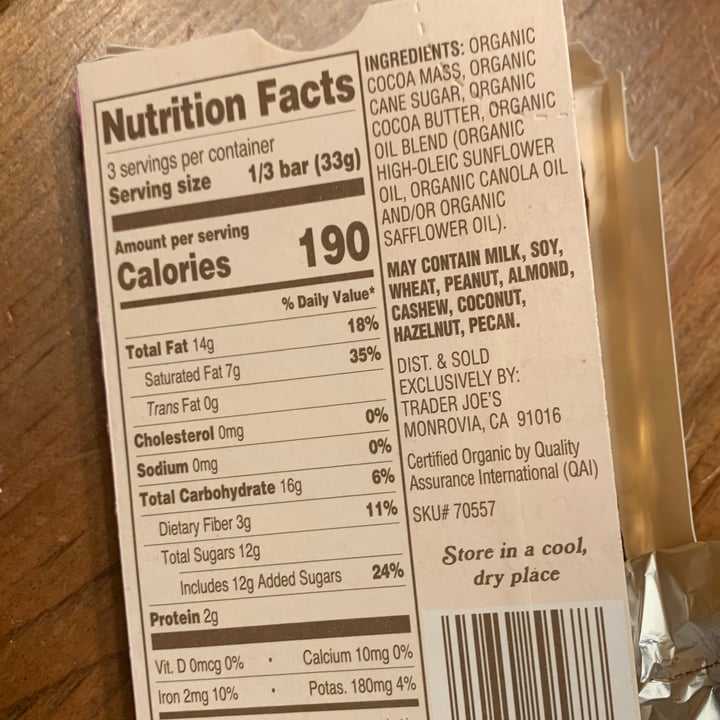 Nutrition Facts
3 servings per container
Serving size 1/3 bar (33g)
Amount per serving
Calories 190
% Daily Value*
Total Fat 14g 18%
Saturated Fat 7g 35%
Trans Fat 0g
Cholesterol 0mg 0%
Sodium 0mg 0%
Total Carbohydrate 16g 6%
Dietary Fiber 3g 11%
Total Sugars 12g
Includes 12g Added Sugars 24%
Protein 2g
Vit. D 0mcg 0% • Calcium 10mg 0%
Iron 2mg 10% • Potas. 180mg 4%
INGREDIENTS: ORGANIC
COCOA MASS, ORGANIC
CANE SUGAR, ORGANIC
COCOA BUTTER, ORGANIC
OIL BLEND (ORGANIC
HIGH-OLEIC SUNFLOWER
OIL, ORGANIC CANOLA OIL
AND/OR ORGANIC
SAFFLOWER OIL).
MAY CONTAIN MILK, SOY,
WHEAT, PEANUT, ALMOND,
CASHEW, COCONUT,
HAZELNUT, PECAN.
DIST. & SOLD
EXCLUSIVELY BY:
TRADER JOE'S
MONROVIA, CA 91016
Certified Organic by Quality
Assurance International (QAI)
SKU# 70557
Store in a cool,
dry place